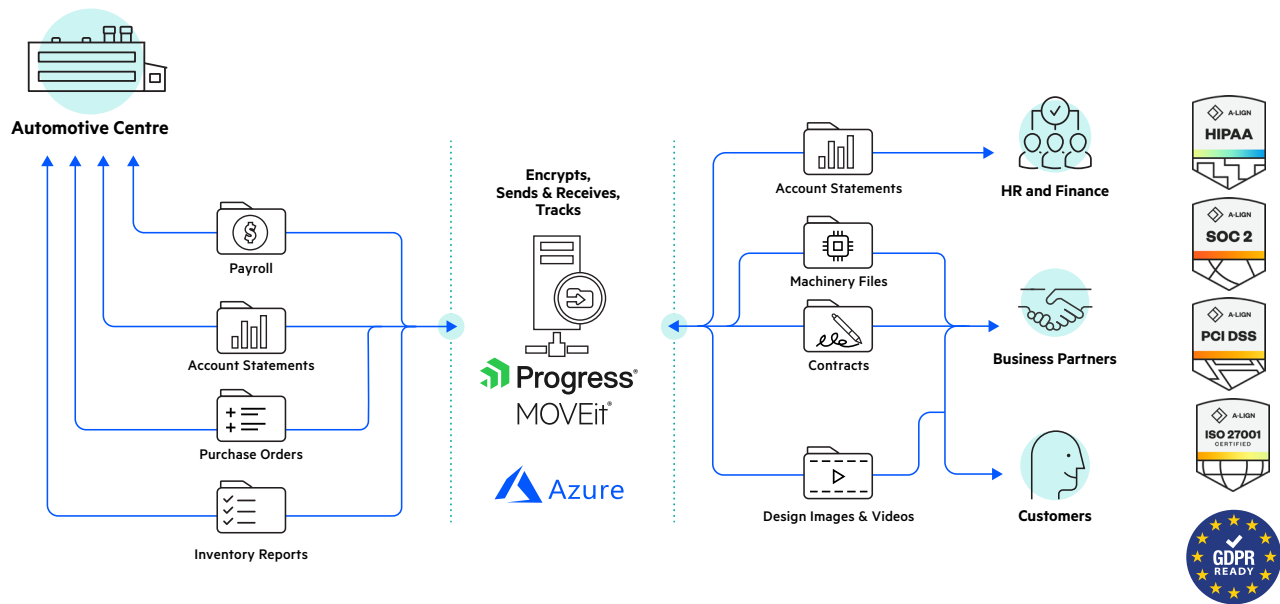 Automotive Centre
Payroll
Account Statements
Purchase Orders
Inventory Reports
Encrypts,
Sends & Receives,
Tracks
Progress®
MOVEit®
Azure
Account Statements
Machinery Files
Contracts
Design Images & Videos
HR and Finance
Business Partners
Customers
A-LIGN
HIPAA
A-LIGN
SOC 2
A-LIGN
PCI DSS
A-LIGN
ISO 27001
CERTIFIED
GDPR
READY